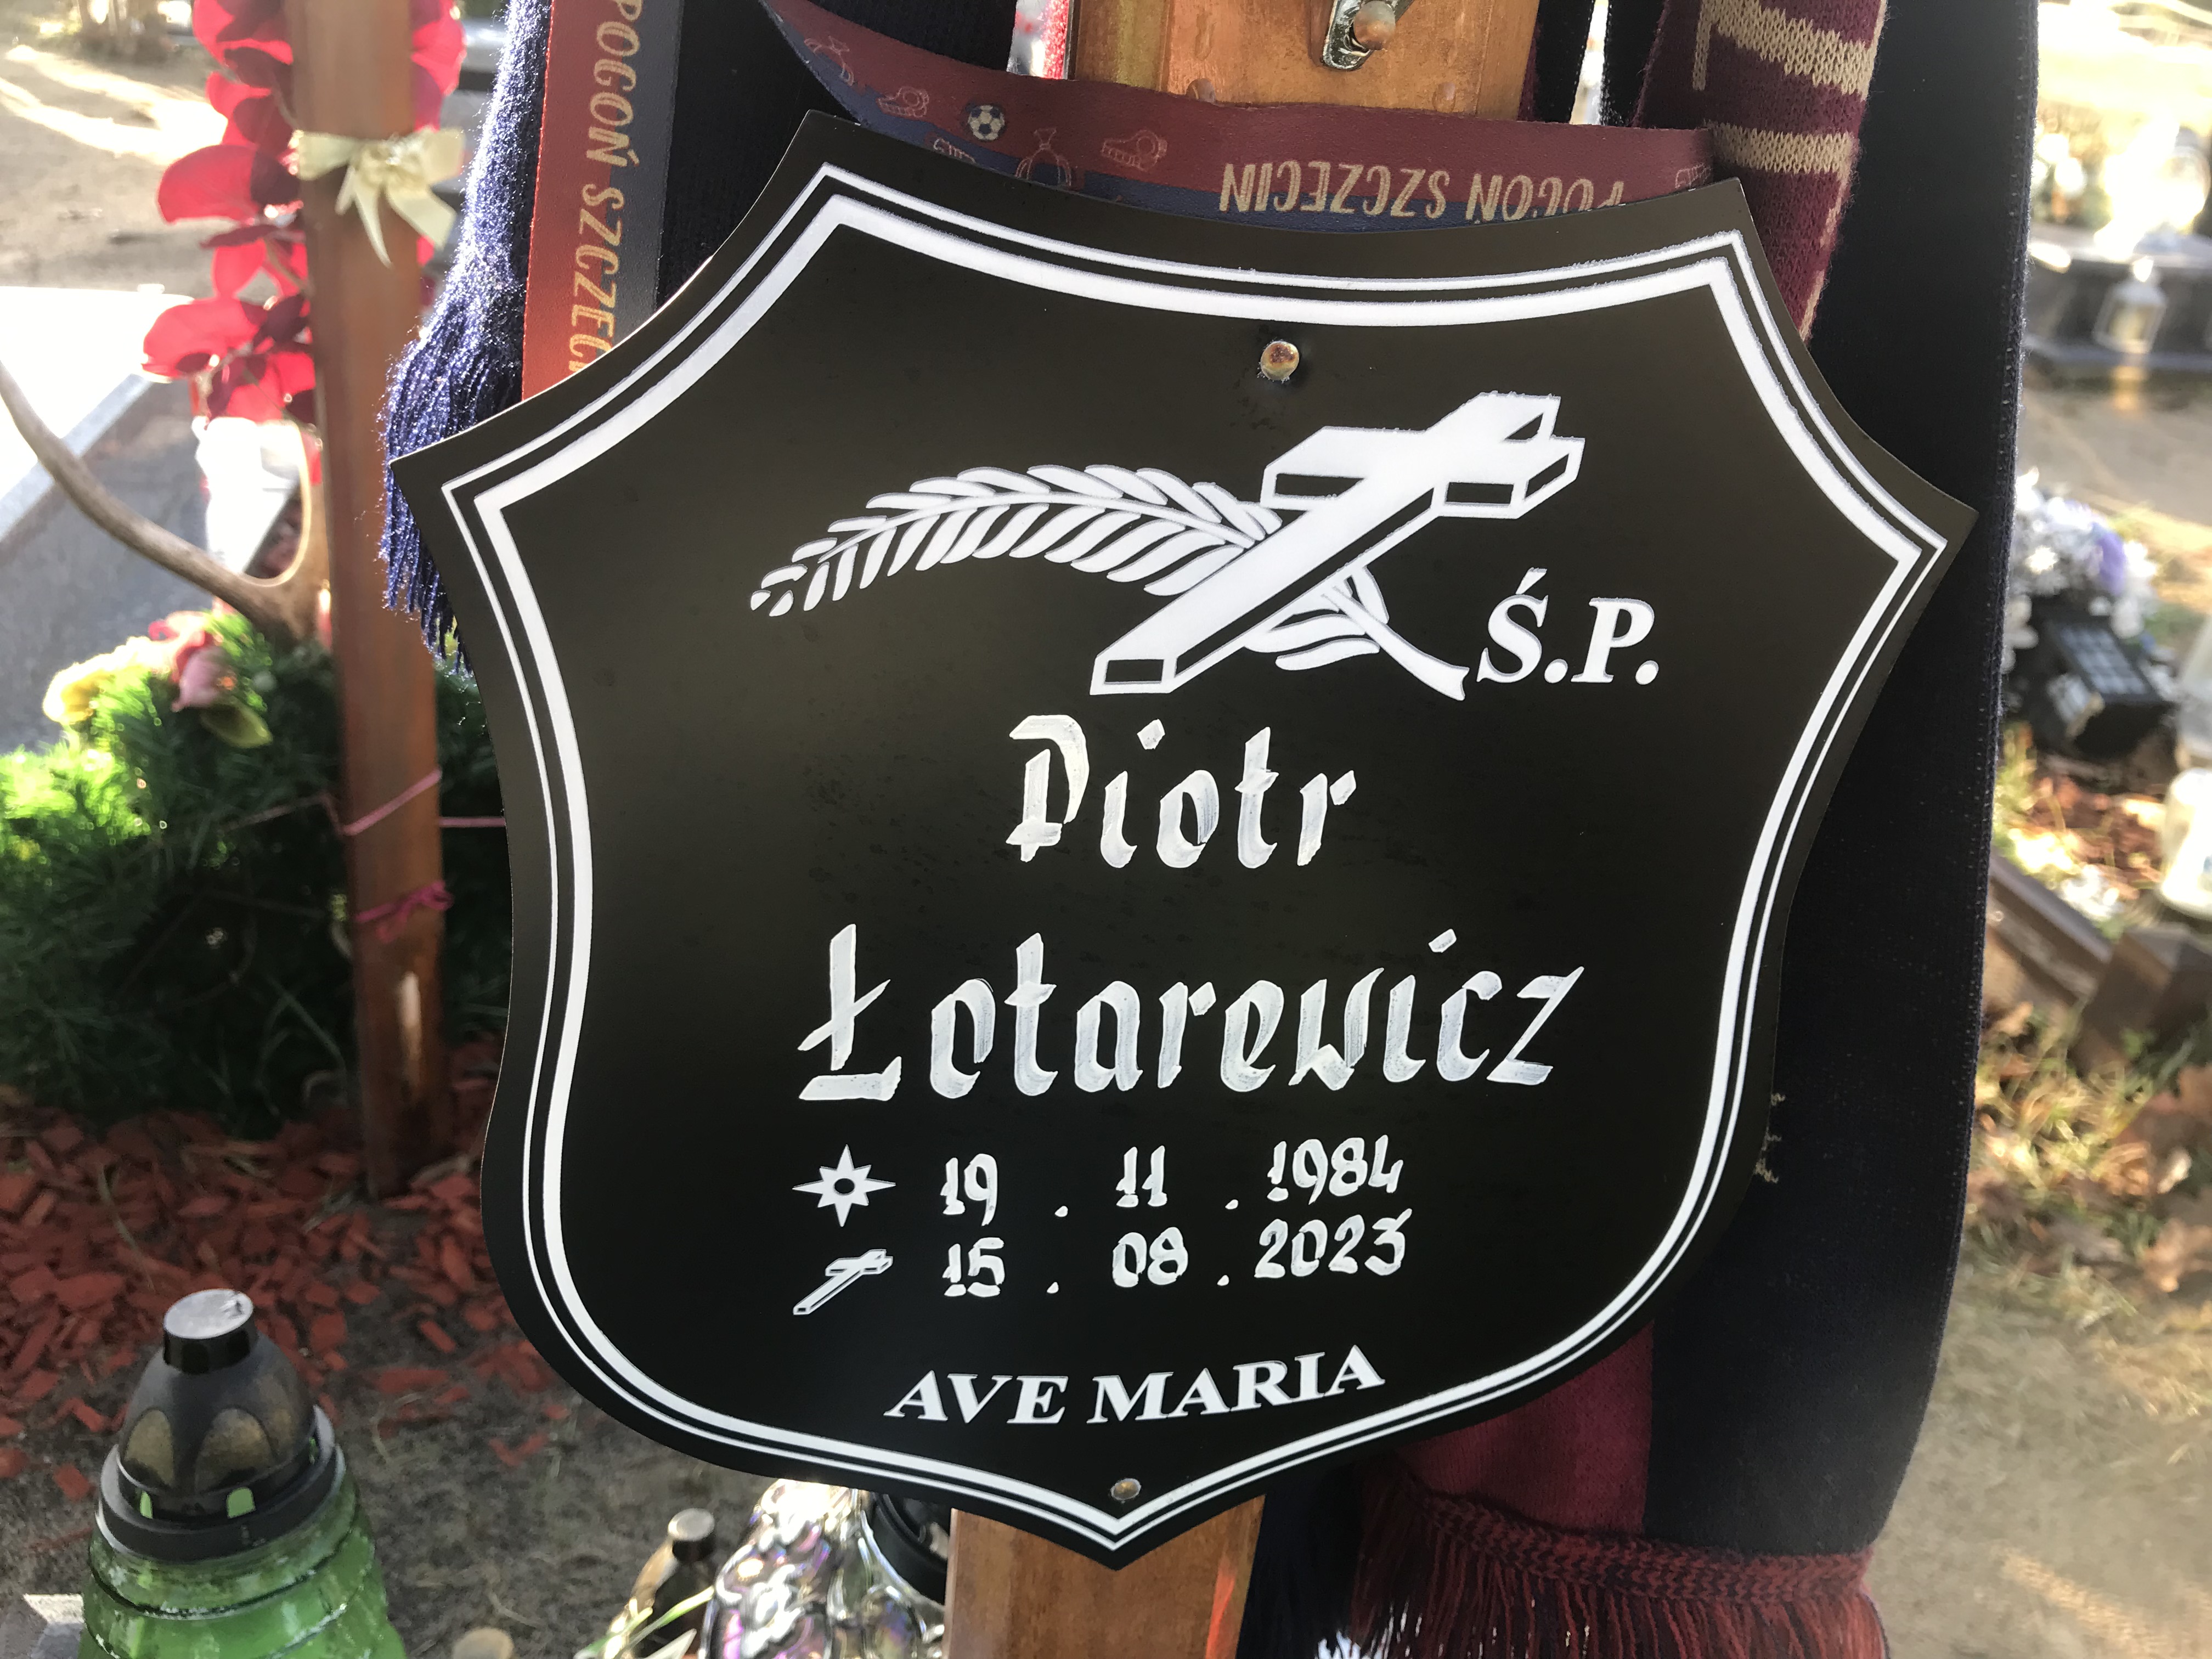 POGOŃ SZCZECIN
POGOŃ SZCZECIN
Ś.P.
Piotr
Łotarewicz
19 . 11 . 1984
15 . 08 . 2023
AVE MARIA